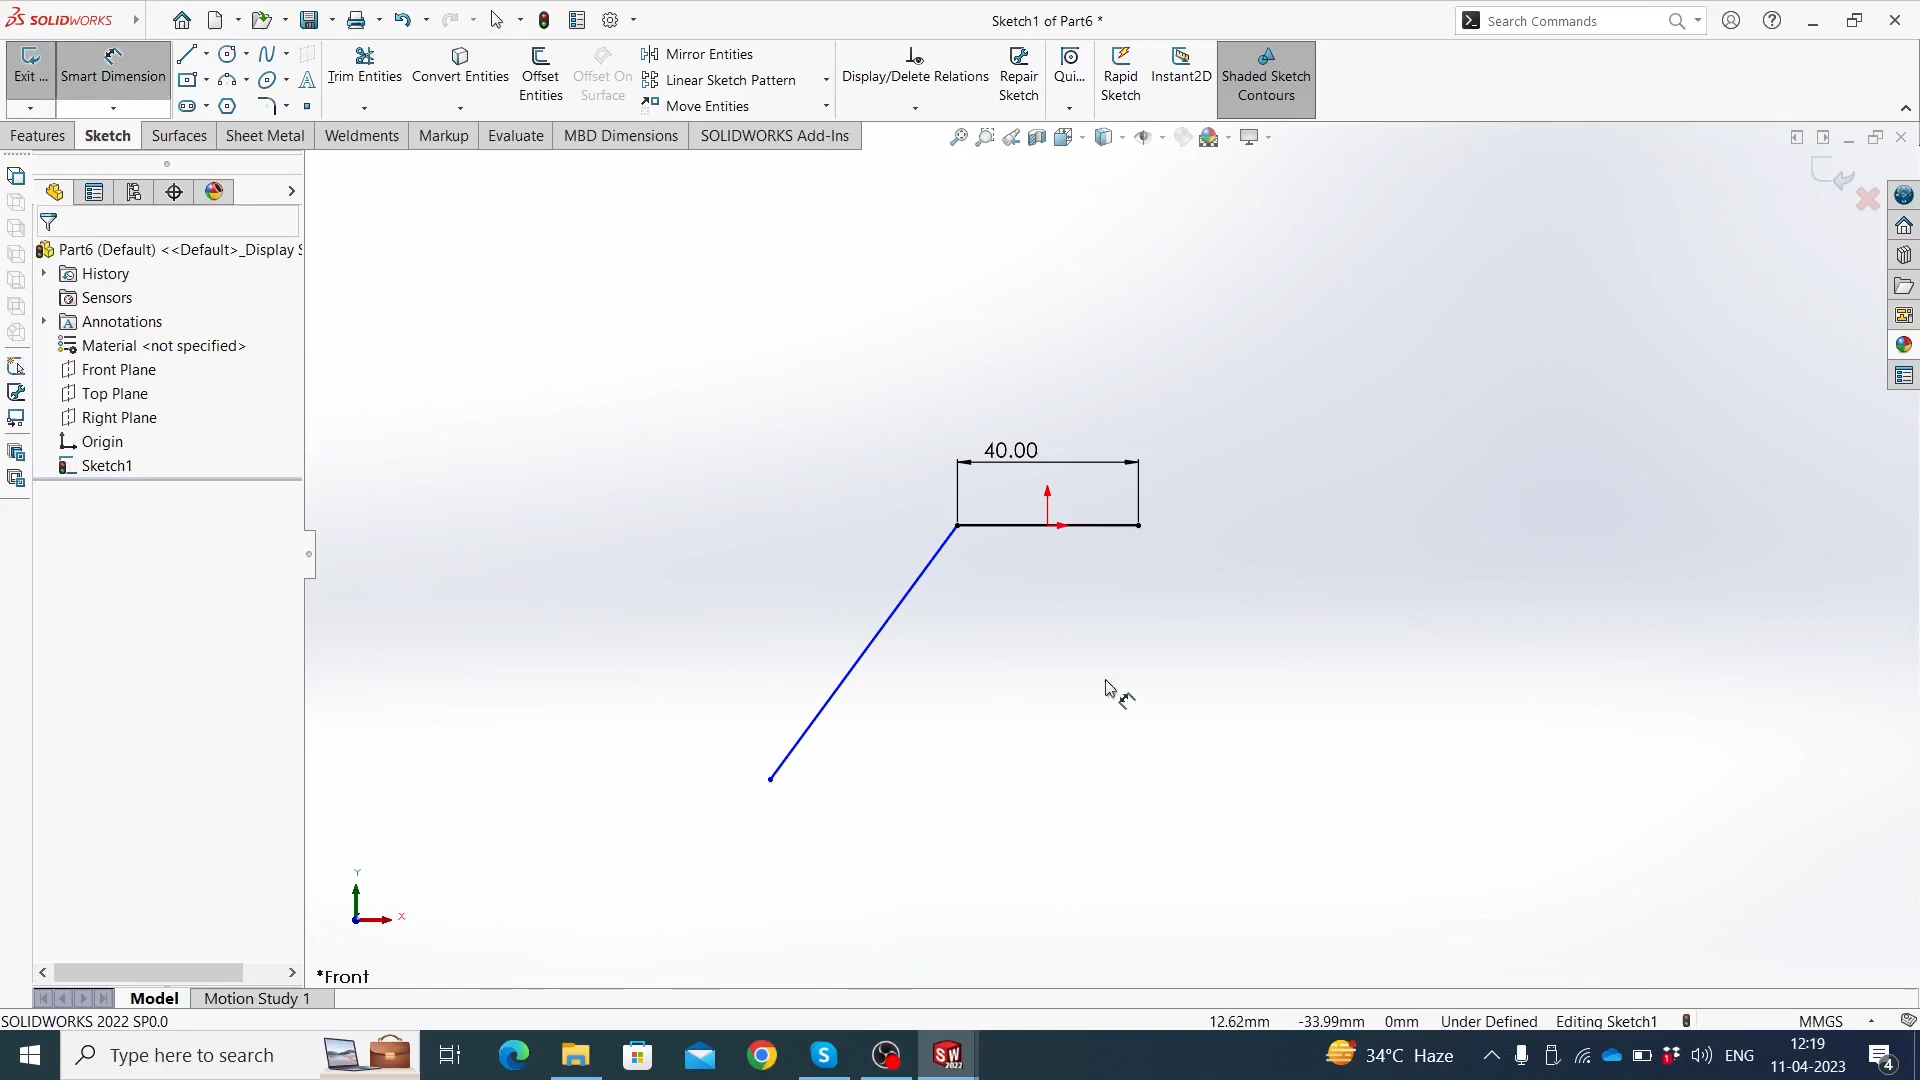 SOLIDWORKS
Sketch1 of Part6 *
Search Commands
Exit ...
Smart Dimension
Trim Entities
Convert Entities
Offset
Entities
Offset On
Surface
Mirror Entities
Linear Sketch Pattern
Move Entities
Display/Delete Relations
Repair
Sketch
Qui...
Rapid
Sketch
Instant2D
Shaded Sketch
Contours
Features
Sketch
Surfaces
Sheet Metal
Weldments
Markup
Evaluate
MBD Dimensions
SOLIDWORKS Add-Ins
Part6 (Default) <<Default>_Display S
History
Sensors
Annotations
Material <not specified>
Front Plane
Top Plane
Right Plane
Origin
Sketch1
40.00
Y
X
*Front
Model
Motion Study 1
SOLIDWORKS 2022 SP0.0
12.62mm
-33.99mm
0mm
Under Defined
Editing Sketch1
MMGS
Type here to search
SW
2022
34°C Haze
ENG
12:19
11-04-2023
4